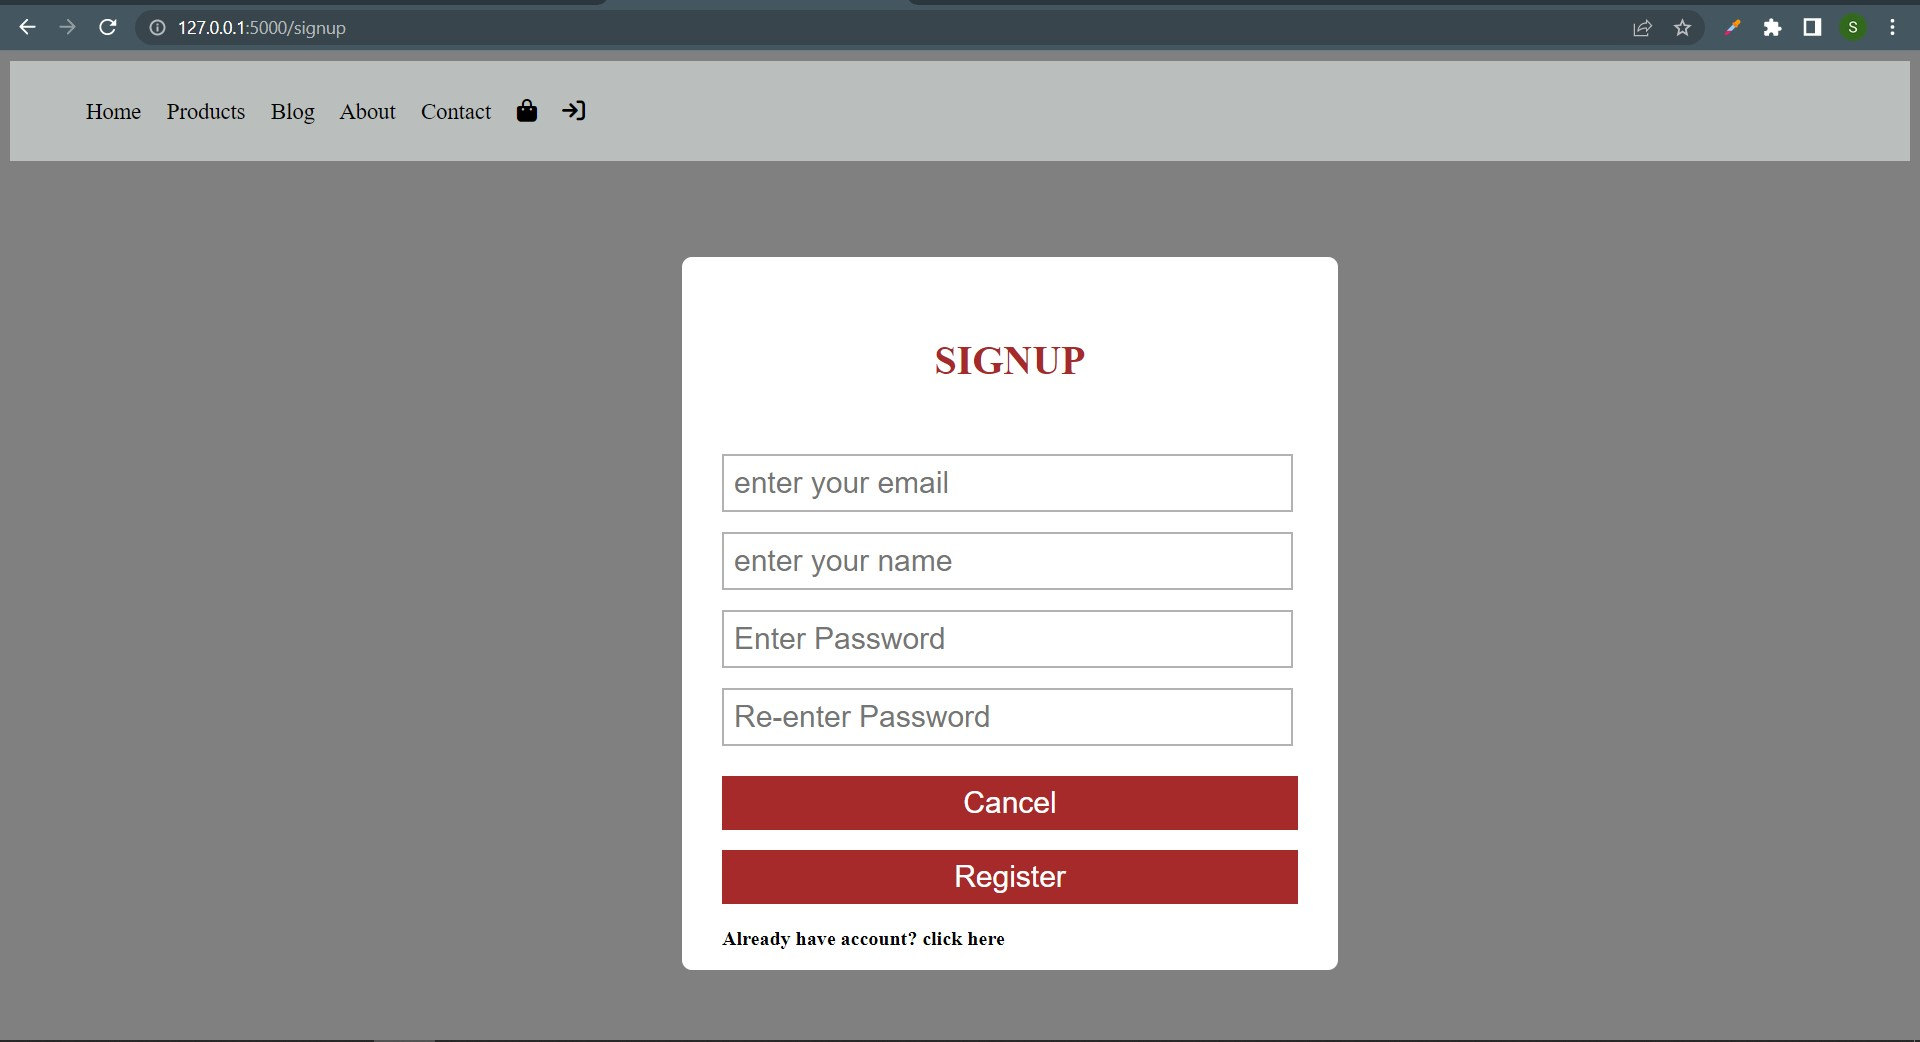 127.0.0.1:5000/signup
S
Home Products Blog About Contact
SIGNUP
enter your email
enter your name
Enter Password
Re-enter Password
Cancel
Register
Already have account? click here